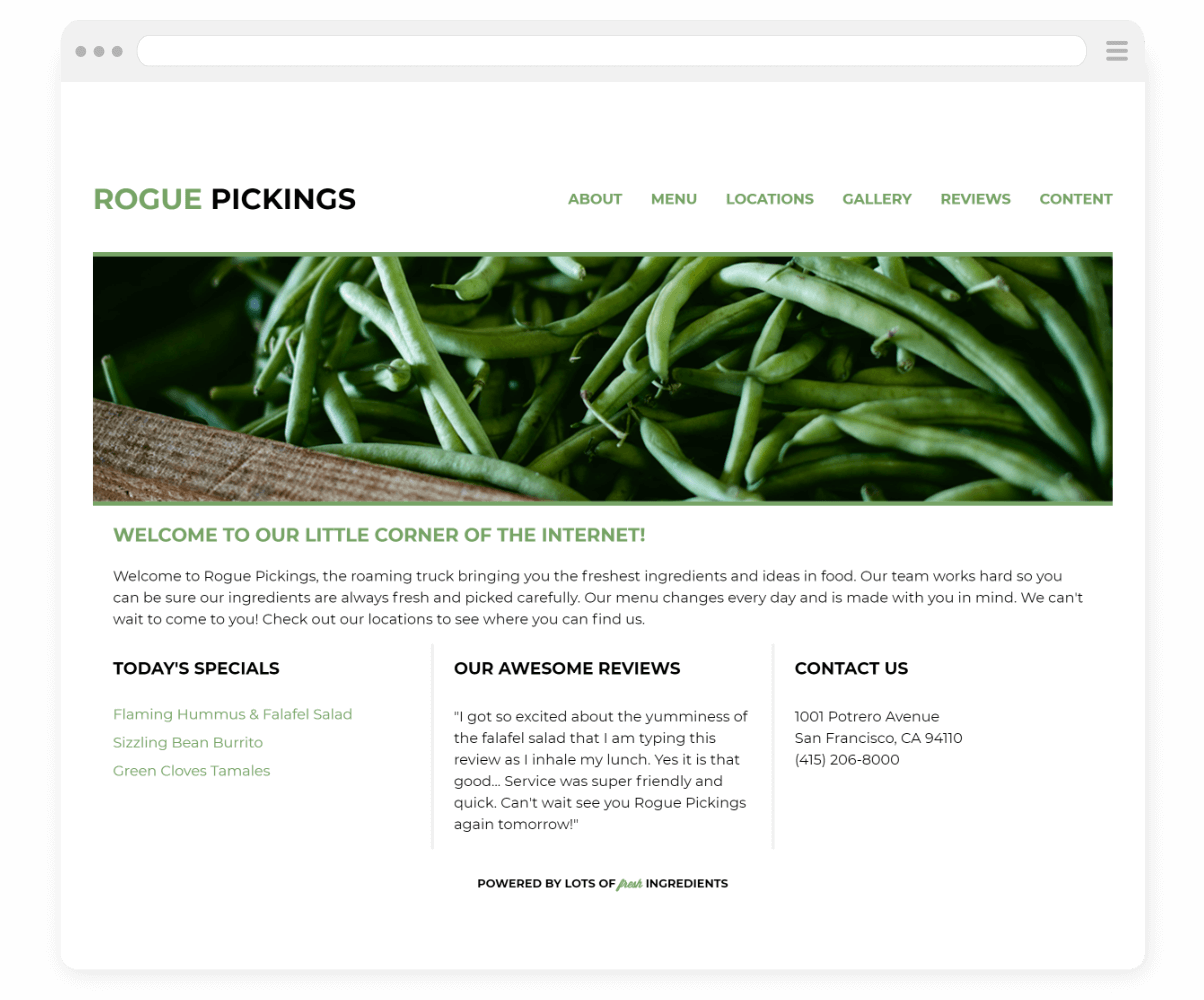 ROGUE PICKINGS
ABOUT MENU LOCATIONS GALLERY REVIEWS CONTENT
WELCOME TO OUR LITTLE CORNER OF THE INTERNET!
Welcome to Rogue Pickings, the roaming truck bringing you the freshest ingredients and ideas in food. Our team works hard so you
can be sure our ingredients are always fresh and picked carefully. Our menu changes every day and is made with you in mind. We can't
wait to come to you! Check out our locations to see where you can find us.
TODAY'S SPECIALS
Flaming Hummus & Falafel Salad
Sizzling Bean Burrito
Green Cloves Tamales
OUR AWESOME REVIEWS
"I got so excited about the yumminess of
the falafel salad that I am typing this
review as I inhale my lunch. Yes it is that
good... Service was super friendly and
quick. Can't wait see you Rogue Pickings
again tomorrow!"
CONTACT US
1001 Potrero Avenue
San Francisco, CA 94110
(415) 206-8000
POWERED BY LOTS OF fresh INGREDIENTS